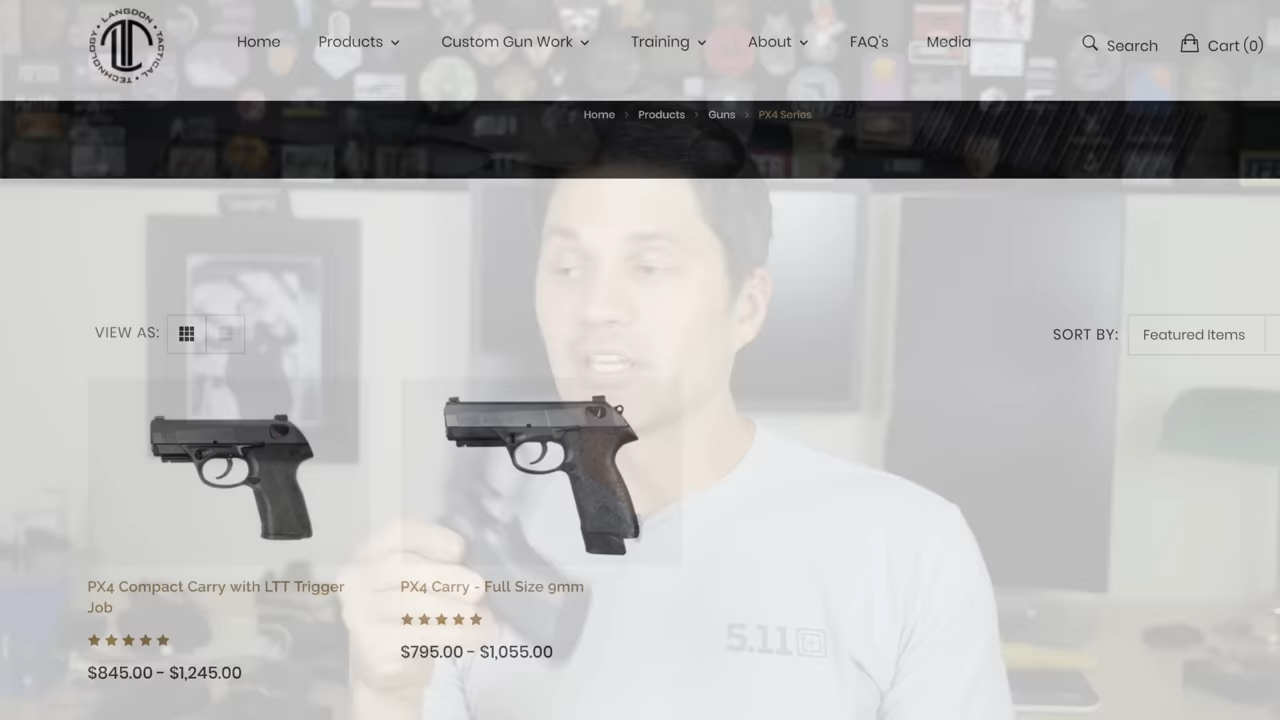 LANGDON • TACTICAL • TECHNOLOGY •
Home
Products
Custom Gun Work
Training
About
FAQ's
Media
Search
Cart (0)
Home > Products > Guns > PX4 Series
VIEW AS:
SORT BY:
Featured Items
PX4 Compact Carry with LTT Trigger
Job
$845.00 - $1,245.00
PX4 Carry - Full Size 9mm
$795.00 - $1,055.00
5.11